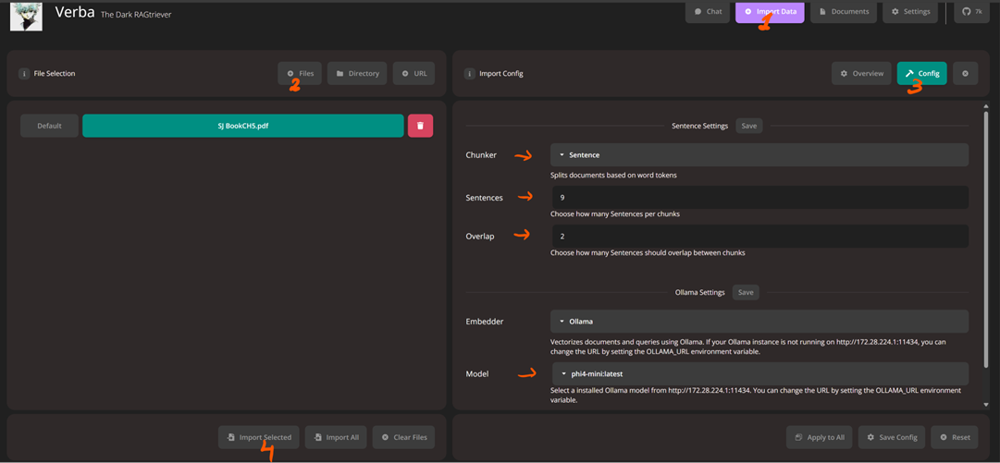 Verba The Dark RAGtriever
Chat
Import Data
Documents
Settings
7k
1
File Selection
Files
Directory
URL
2
Import Config
Overview
Config
3
Default
SJ BookCH5.pdf
Sentence Settings
Save
Chunker
Sentence
Splits documents based on word tokens
Sentences
9
Choose how many Sentences per chunks
Overlap
2
Choose how many Sentences should overlap between chunks
Ollama Settings
Save
Embedder
Ollama
Vectorizes documents and queries using Ollama. If your Ollama instance is not running on http://172.28.224.1:11434, you can
change the URL by setting the OLLAMA_URL environment variable.
Model
phi4-mini:latest
Select a installed Ollama model from http://172.28.224.1:11434. You can change the URL by setting the OLLAMA_URL environment
variable.
Import Selected
Import All
Clear Files
4
Apply to All
Save Config
Reset